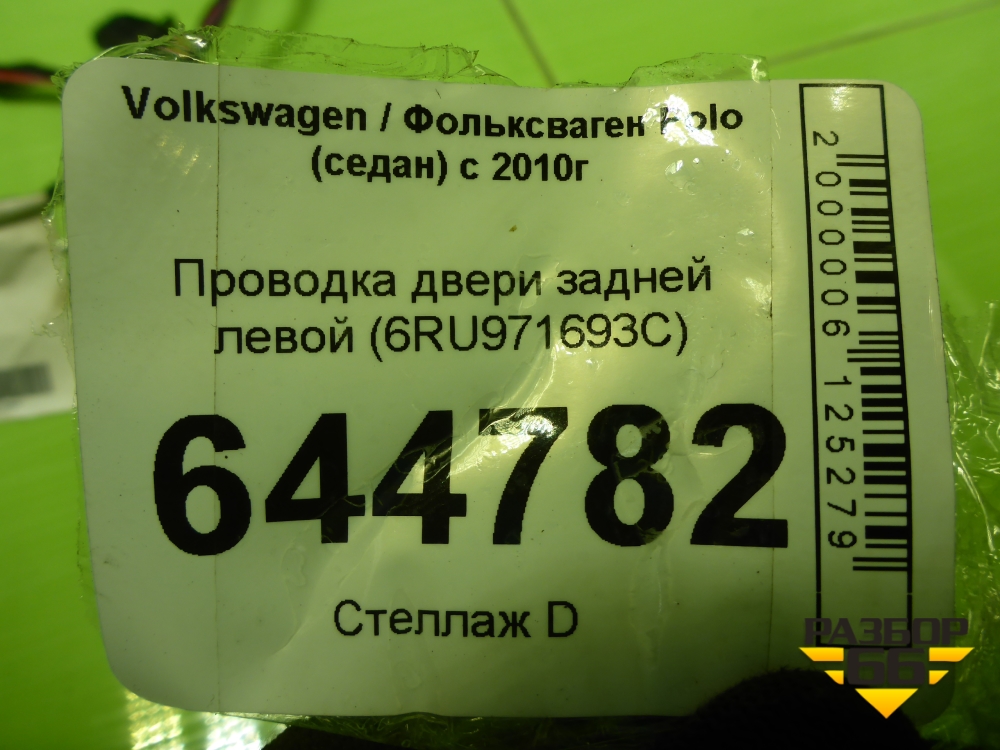 Volkswagen / Фольксваген Polo
(седан) с 2010г
Проводка двери задней
левой (6RU971693C)
644782
Стеллаж D
2000006125279
РАЗБОР
66